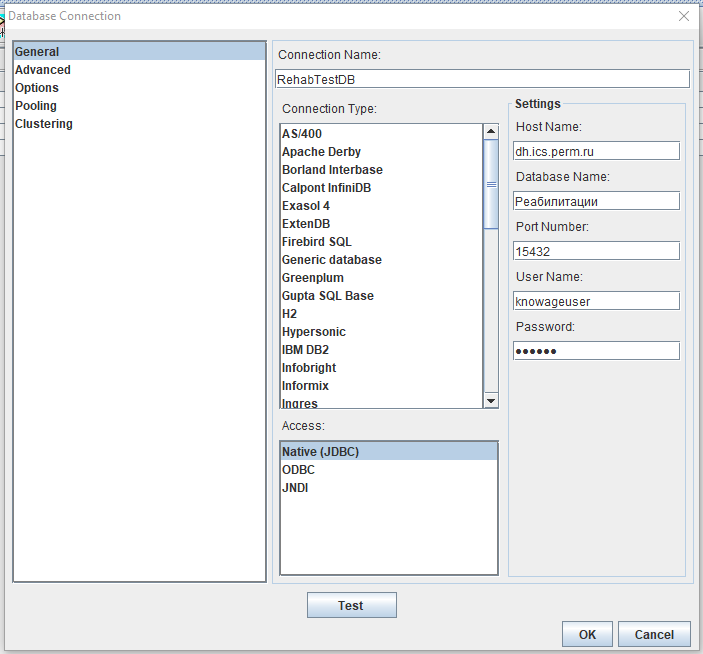 Database Connection
General
Advanced
Options
Pooling
Clustering
Connection Name:
RehabTestDB
Connection Type:
AS/400
Apache Derby
Borland Interbase
Calpont InfiniDB
Exasol 4
ExtenDB
Firebird SQL
Generic database
Greenplum
Gupta SQL Base
H2
Hypersonic
IBM DB2
Infobright
Informix
Ingres
Access:
Native (JDBC)
ODBC
JNDI
Settings
Host Name:
dh.ics.perm.ru
Database Name:
Реабилитации
Port Number:
15432
User Name:
knowageuser
Password:
●●●●●●
Test
OK
Cancel